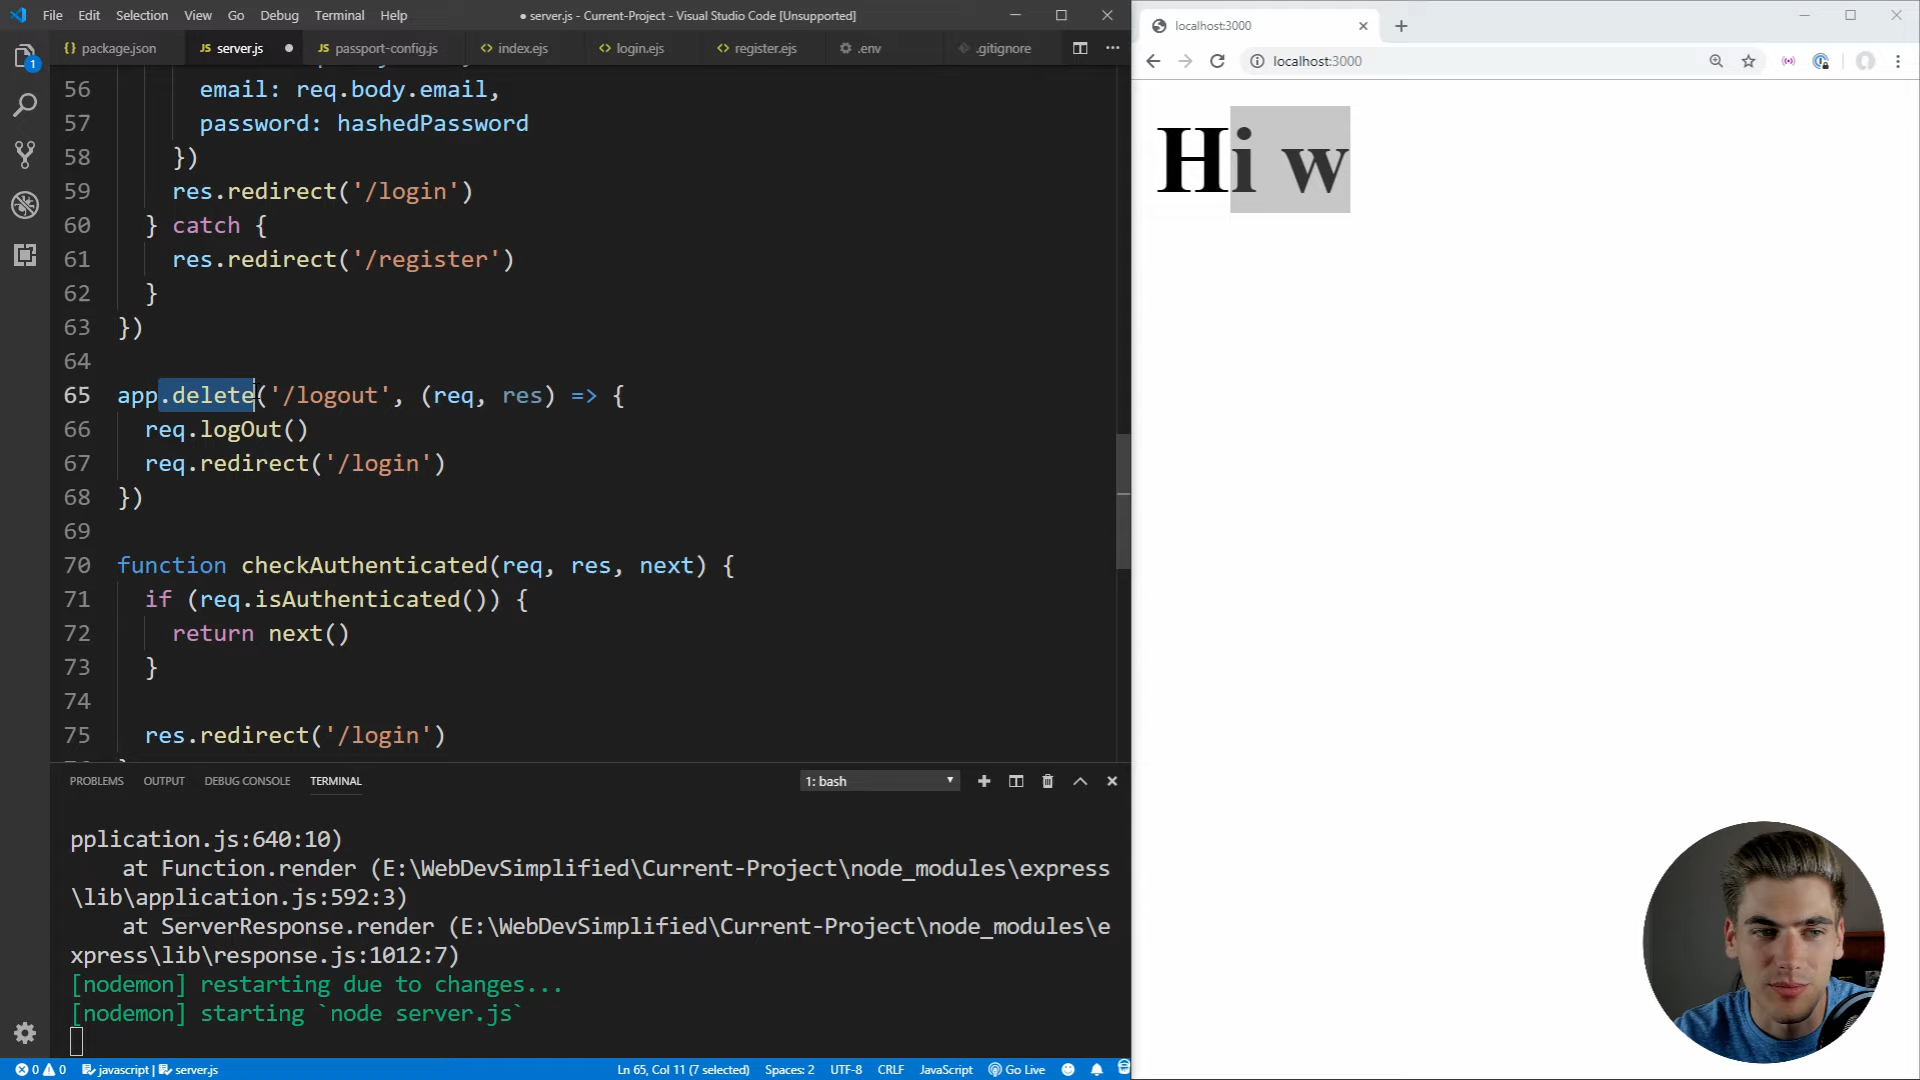 File Edit Selection View Go Debug Terminal Help
● server.js - Current-Project - Visual Studio Code [Unsupported]
{} package.json
JS server.js ●
JS passport-config.js
<> index.ejs
<> login.ejs
<> register.ejs
.env
.gitignore
1
56 email: req.body.email,
57 password: hashedPassword
58 })
59 res.redirect('/login')
60 } catch {
61 res.redirect('/register')
62 }
63 })
64
65 app.delete('/logout', (req, res) => {
66 req.logOut()
67 req.redirect('/login')
68 })
69
70 function checkAuthenticated(req, res, next) {
71 if (req.isAuthenticated()) {
72 return next()
73 }
74
75 res.redirect('/login')
PROBLEMS OUTPUT DEBUG CONSOLE TERMINAL
1: bash
pplication.js:640:10)
at Function.render (E:\WebDevSimplified\Current-Project\node_modules\express
\lib\application.js:592:3)
at ServerResponse.render (E:\WebDevSimplified\Current-Project\node_modules\e
xpress\lib\response.js:1012:7)
[nodemon] restarting due to changes...
[nodemon] starting `node server.js`
0 0 javascript | server.js
Ln 65, Col 11 (7 selected) Spaces: 2 UTF-8 CRLF JavaScript Go Live
localhost:3000
localhost:3000
Hi w